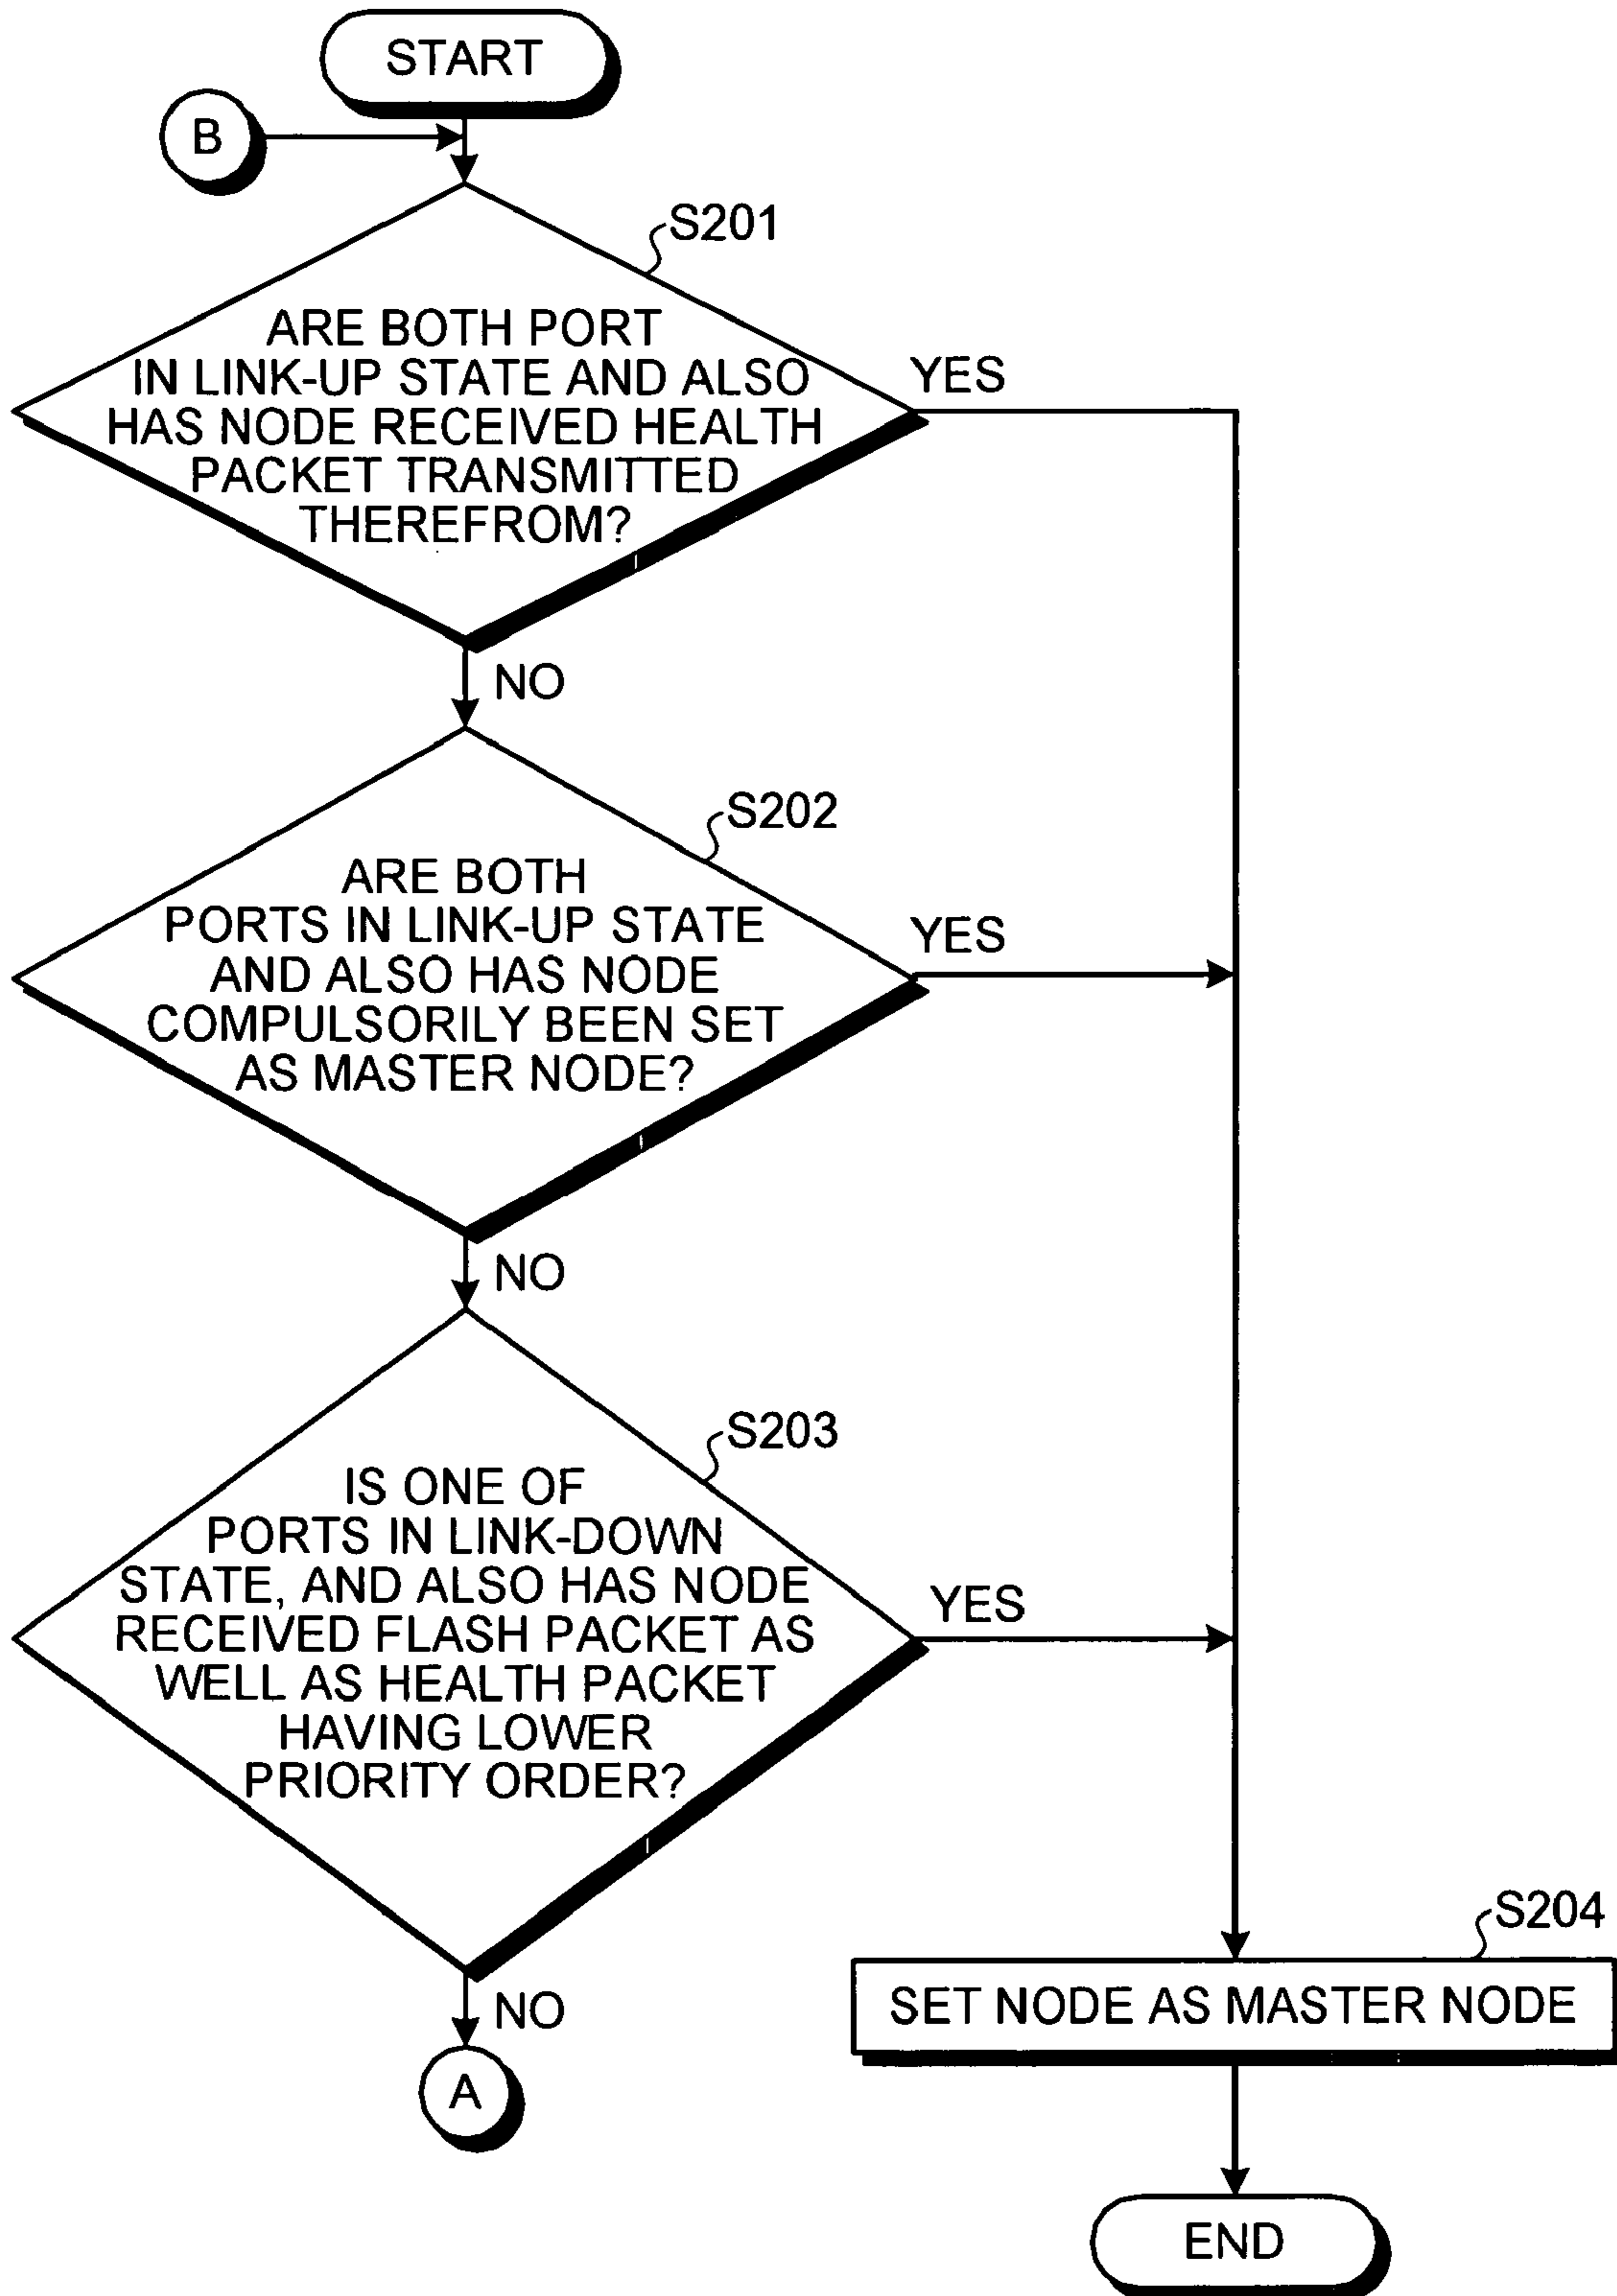 START
B
S201
ARE BOTH PORT
IN LINK-UP STATE AND ALSO
HAS NODE RECEIVED HEALTH
PACKET TRANSMITTED
THEREFROM?
YES
NO
S202
ARE BOTH
PORTS IN LINK-UP STATE
AND ALSO HAS NODE
COMPULSORILY BEEN SET
AS MASTER NODE?
YES
NO
S203
IS ONE OF
PORTS IN LINK-DOWN
STATE, AND ALSO HAS NODE
RECEIVED FLASH PACKET AS
WELL AS HEALTH PACKET
HAVING LOWER
PRIORITY ORDER?
YES
NO
A
S204
SET NODE AS MASTER NODE
END